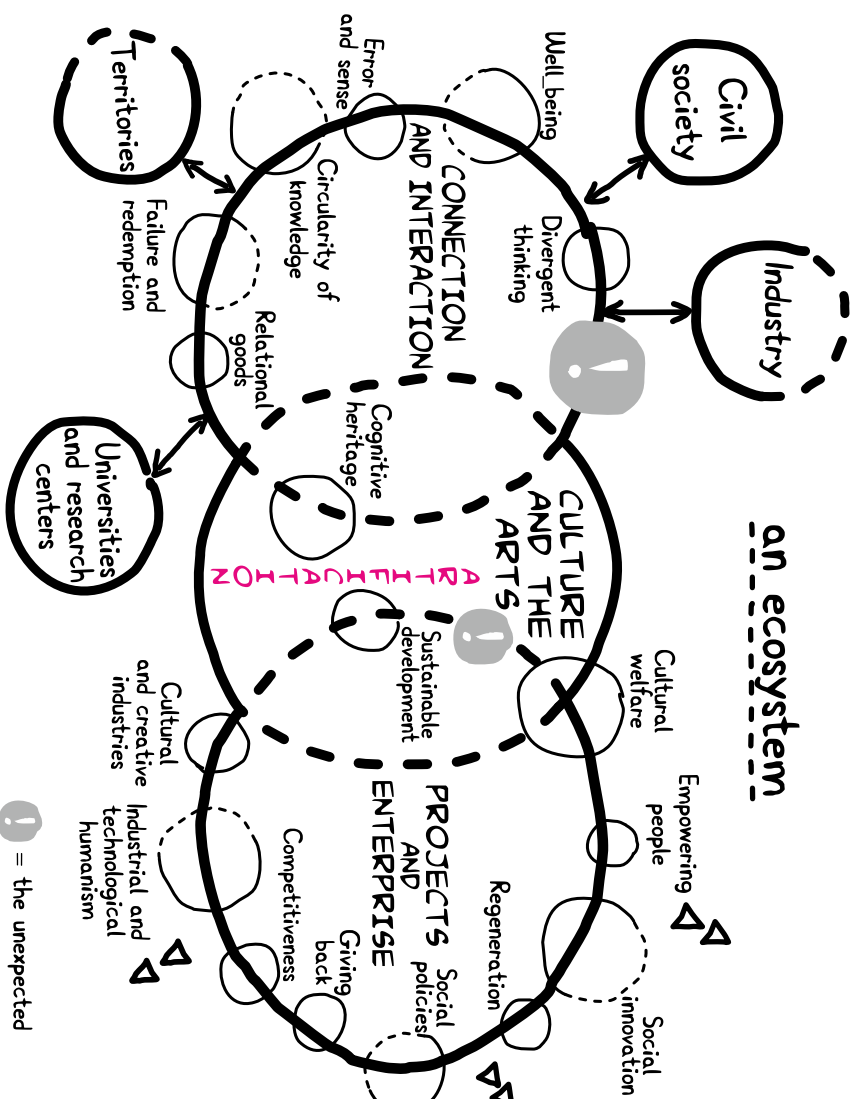 an ecosystem
Civil
society
Industry
Territories
Universities
and research
centers
Well_being
Error
and sense
Circularity of
knowledge
Failure and
redemption
Relational
goods
Divergent
thinking
CONNECTION
AND INTERACTION
!
Cognitive
heritage
CULTURE
AND THE
ARTS
ARTIFICATION
!
Sustainable
development
Cultural
welfare
Cultural
and creative
industries
Empowering
people
PROJECTS
AND
ENTERPRISE
Industrial and
technological
humanism
Competitiveness
Giving
back
Social
policies
Regeneration
Social
innovation
! = the unexpected